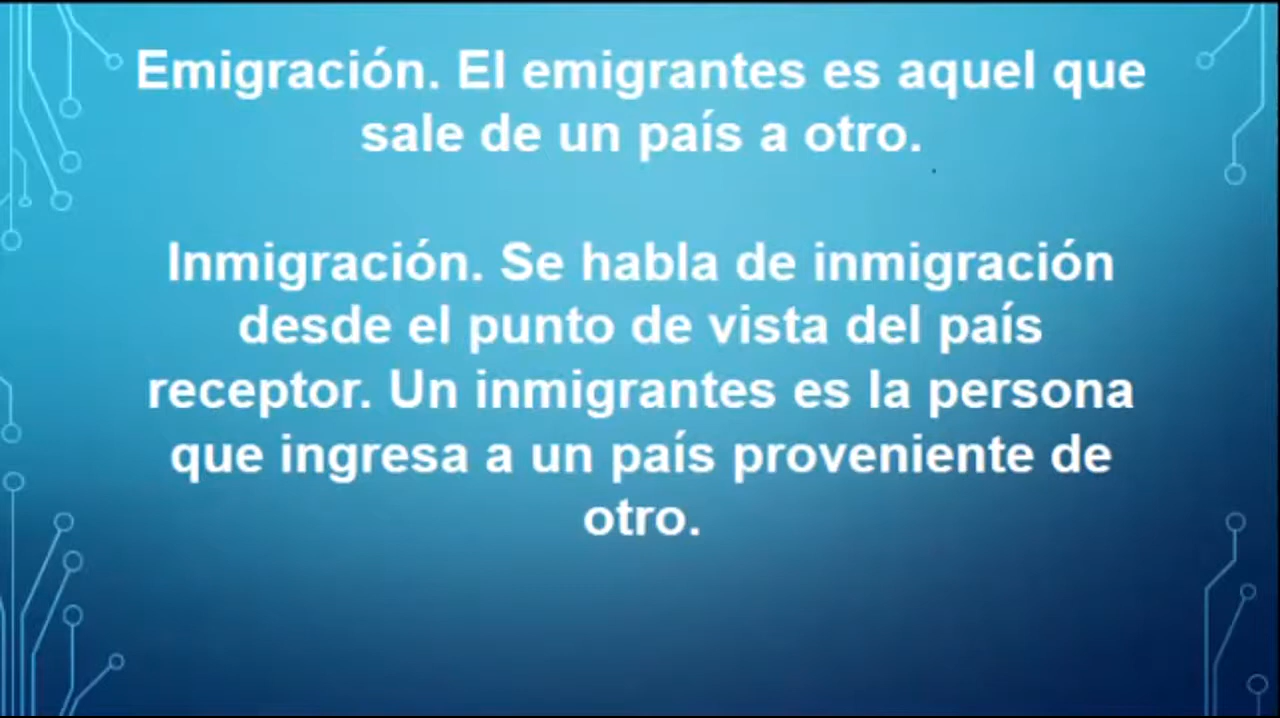 Emigración. El emigrantes es aquel que
sale de un país a otro.
Inmigración. Se habla de inmigración
desde el punto de vista del país
receptor. Un inmigrantes es la persona
que ingresa a un país proveniente de
otro.